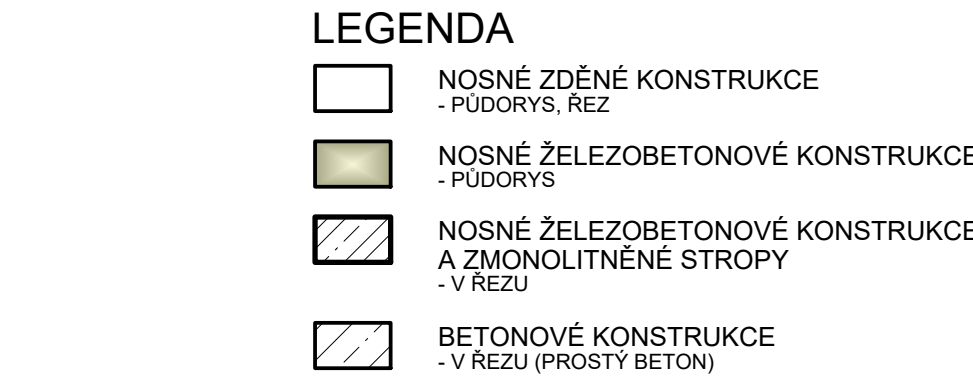 LEGENDA
NOSNÉ ZDĚNÉ KONSTRUKCE
- PŮDORYS, ŘEZ
NOSNÉ ŽELEZOBETONOVÉ KONSTRUKCE
- PŮDORYS
NOSNÉ ŽELEZOBETONOVÉ KONSTRUKCE
A ZMONOLITNĚNÉ STROPY
- V ŘEZU
BETONOVÉ KONSTRUKCE
- V ŘEZU (PROSTÝ BETON)